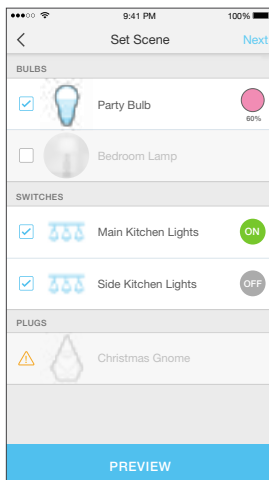 9:41 PM
100%
Set Scene
Next
BULBS
Party Bulb
60%
Bedroom Lamp
SWITCHES
Main Kitchen Lights
ON
Side Kitchen Lights
OFF
PLUGS
Christmas Gnome
PREVIEW